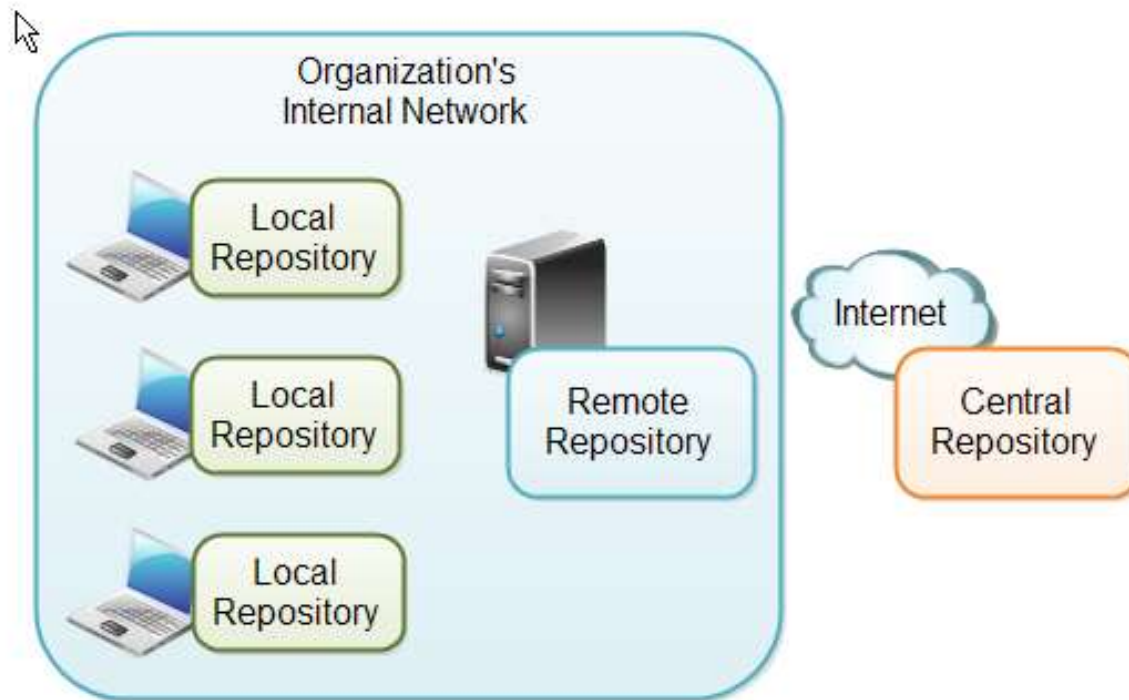 Organization's
Internal Network
Local
Repository
Local
Repository
Local
Repository
Remote
Repository
Internet
Central
Repository